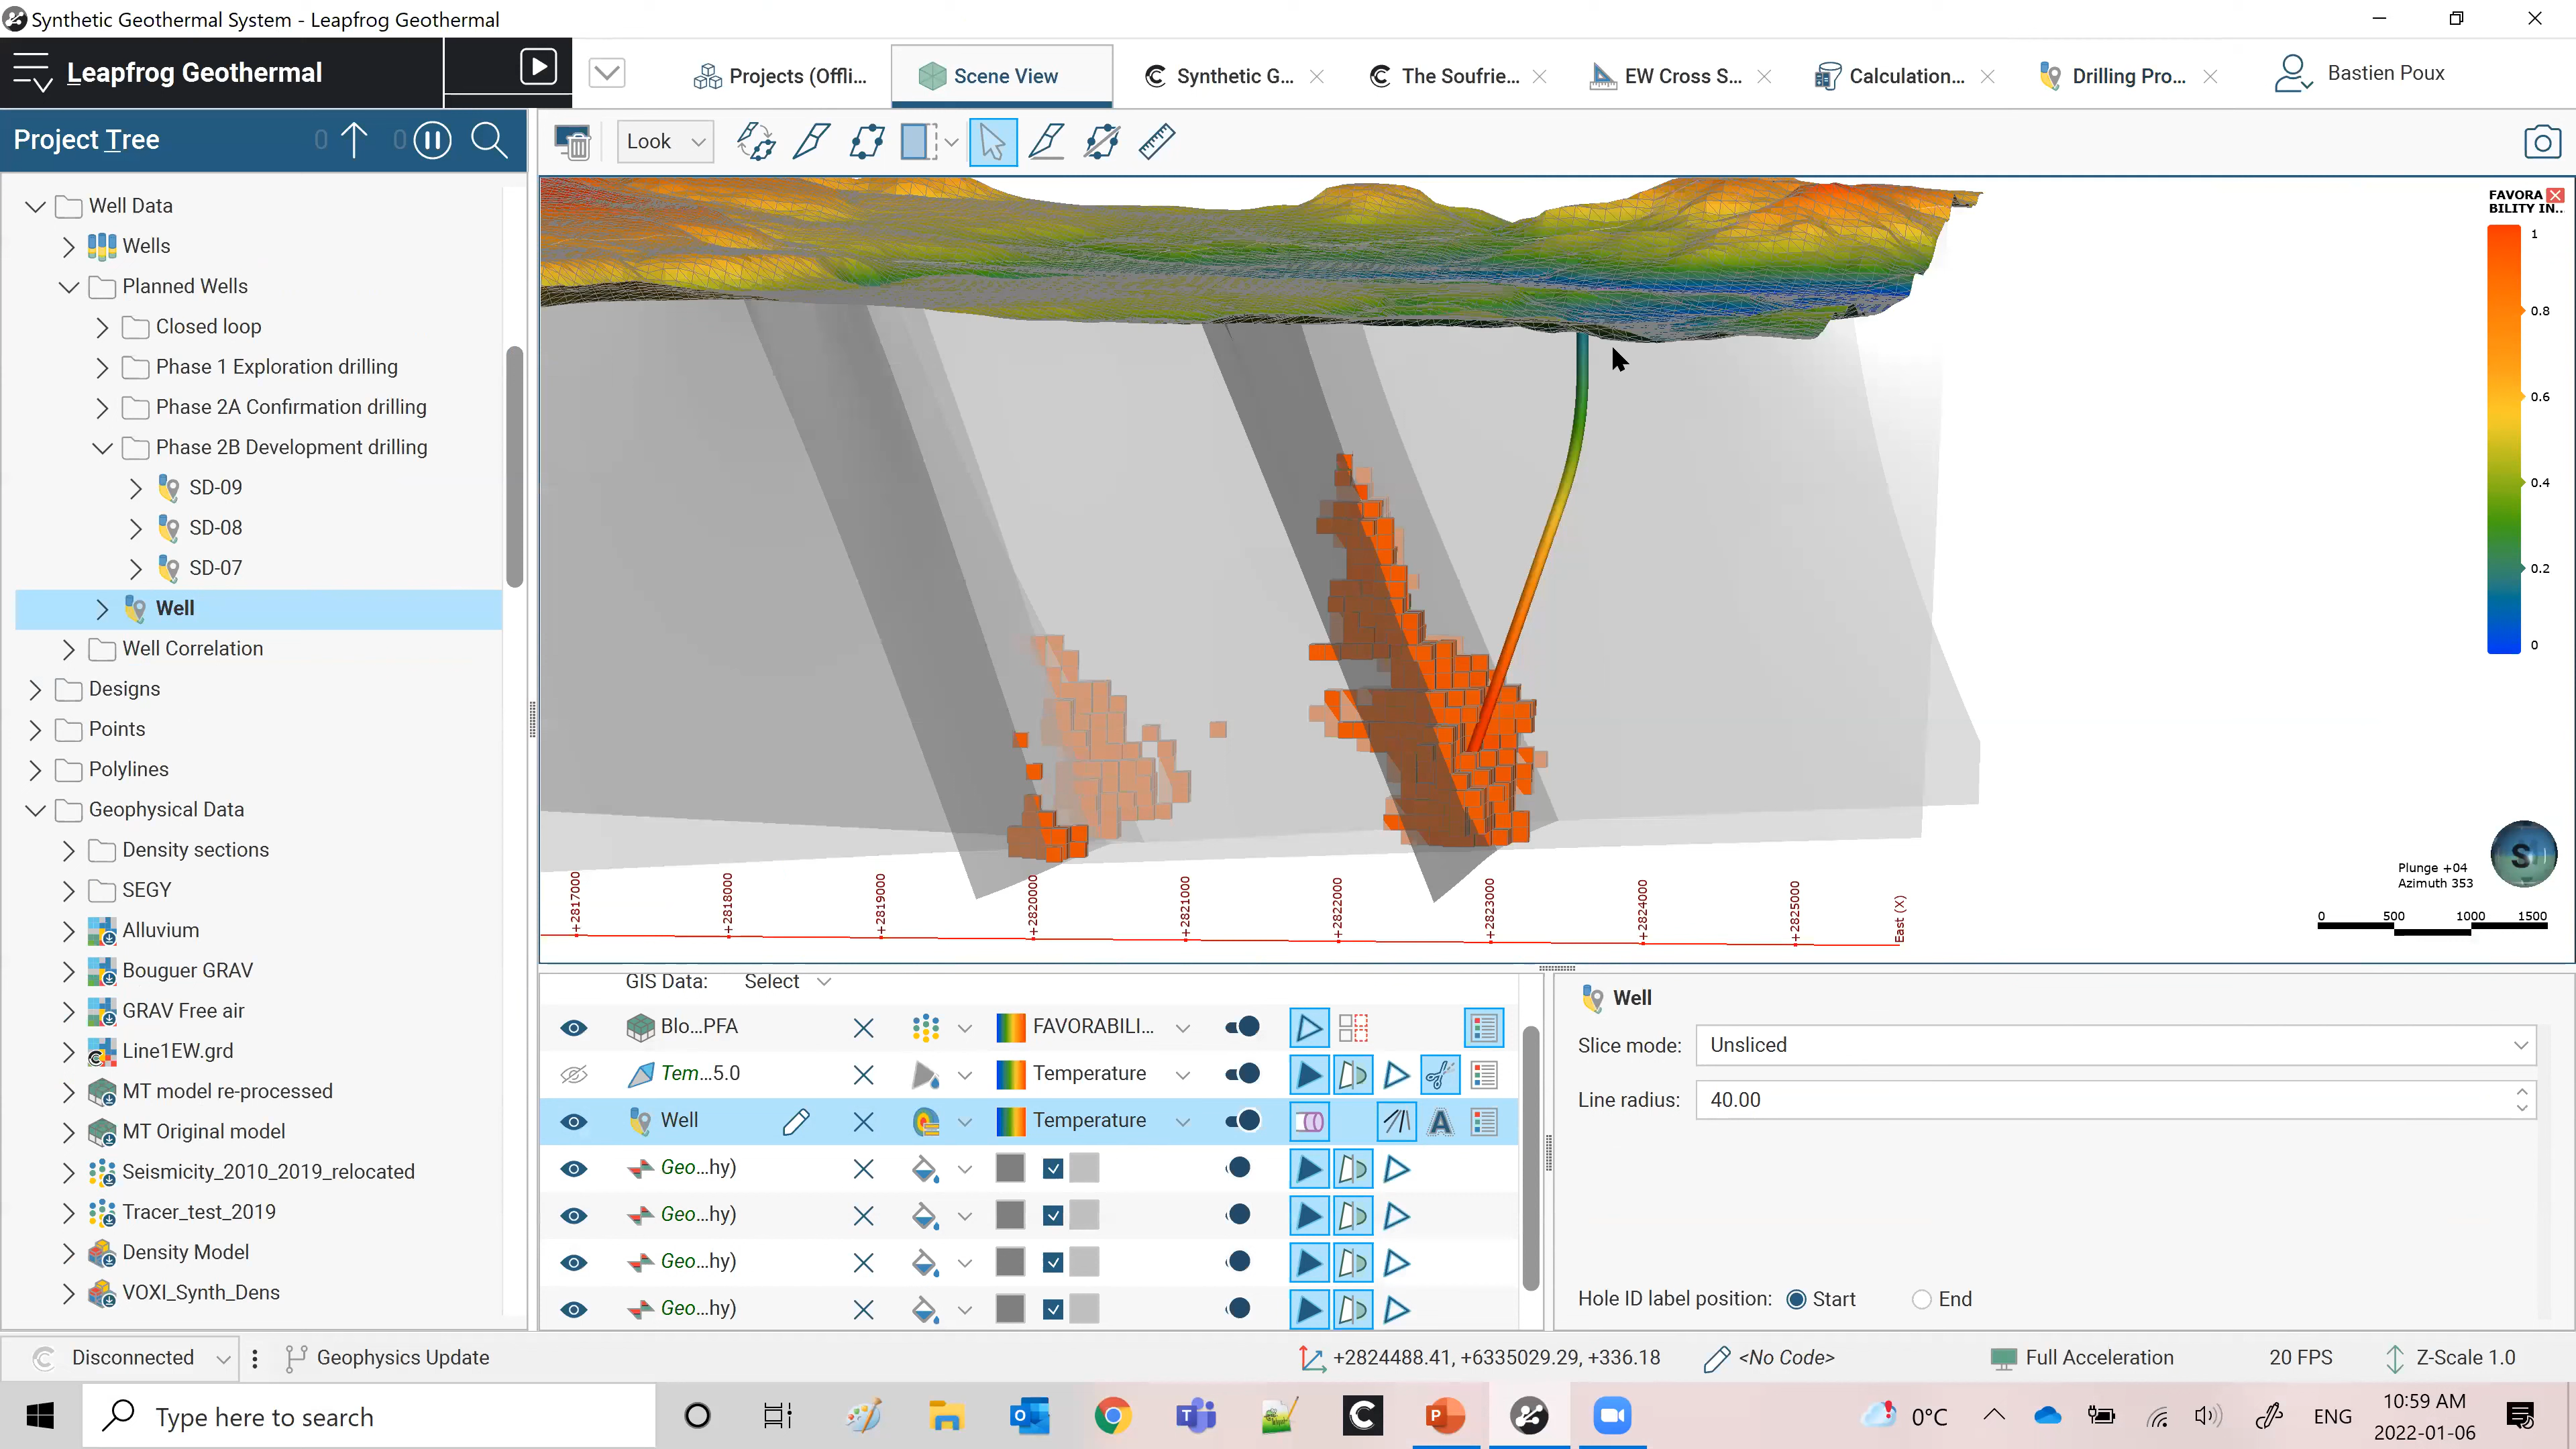 Synthetic Geothermal System - Leapfrog Geothermal
Leapfrog Geothermal
Projects (Offli...
Scene View
Synthetic G...
The Soufrie...
EW Cross S...
Calculation...
Drilling Pro...
Bastien Poux
Project Tree
0
0
Look
Well Data
Wells
Planned Wells
Closed loop
Phase 1 Exploration drilling
Phase 2A Confirmation drilling
Phase 2B Development drilling
SD-09
SD-08
SD-07
Well
Well Correlation
Designs
Points
Polylines
Geophysical Data
Density sections
SEGY
Alluvium
Bouguer GRAV
GRAV Free air
Line1EW.grd
MT model re-processed
MT Original model
Seismicity_2010_2019_relocated
Tracer_test_2019
Density Model
VOXI_Synth_Dens
FAVORA
BILITY IN..
1
0.8
0.6
0.4
0.2
0
+2817000
+2818000
+2819000
+2820000
+2821000
+2822000
+2823000
+2824000
+2825000
East (X)
S
Plunge +04
Azimuth 353
0 500 1000 1500
GIS Data: Select
Blo...PFA FAVORABILI...
Tem...5.0 Temperature
Well Temperature A
Geo...hy)
Geo...hy)
Geo...hy)
Geo...hy)
Well
Slice mode: Unsliced
Line radius: 40.00
Hole ID label position: Start End
Disconnected
Geophysics Update
+2824488.41, +6335029.29, +336.18
<No Code>
Full Acceleration
20 FPS
Z-Scale 1.0
Type here to search
0°C
ENG
10:59 AM
2022-01-06